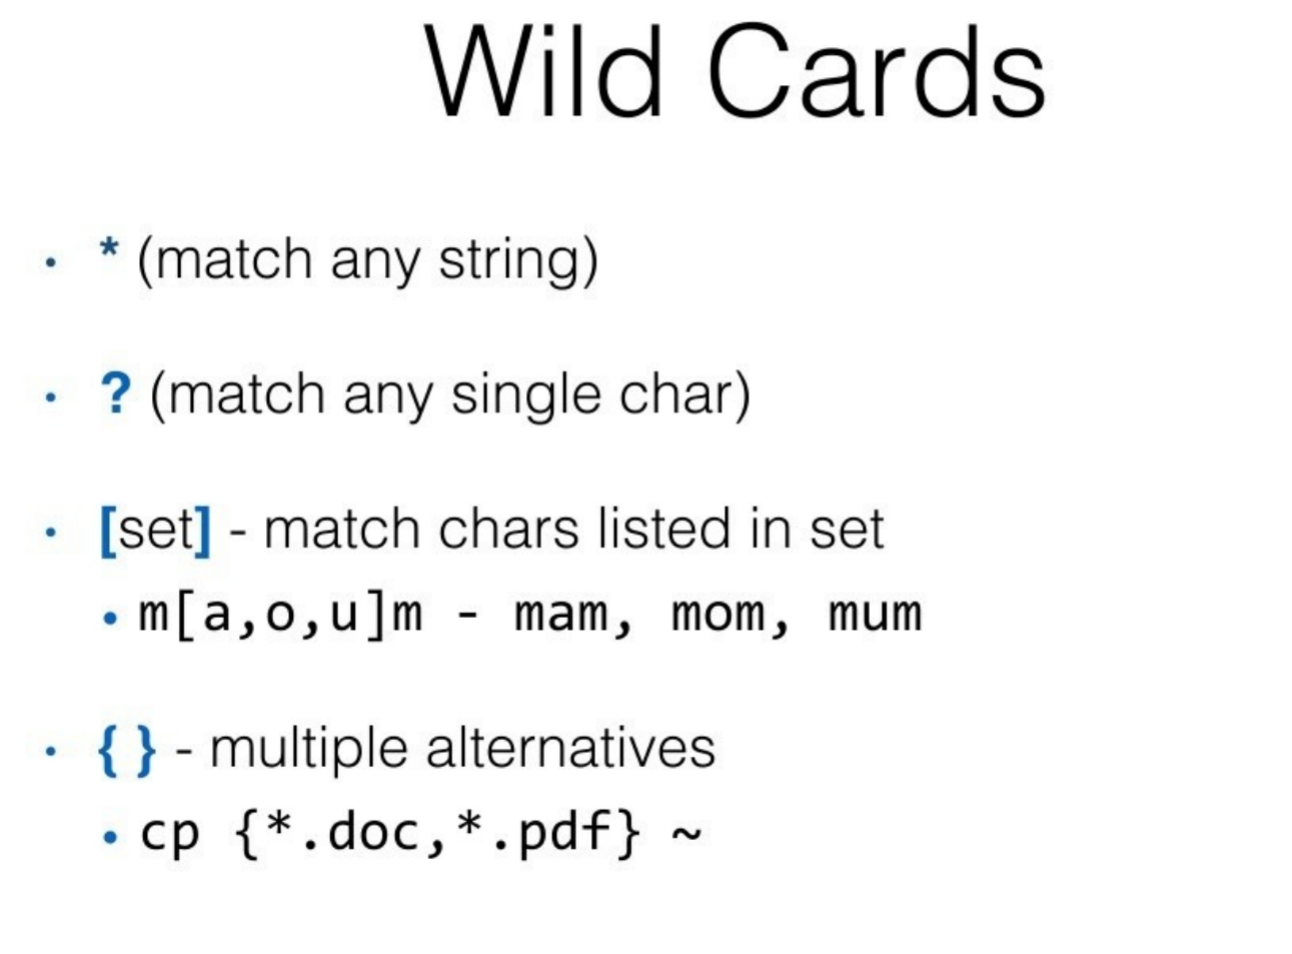 Wild Cards
• * (match any string)
• ? (match any single char)
• [set] - match chars listed in set
• m[a,o,u]m - mam, mom, mum
• { } - multiple alternatives
• cp {*.doc,*.pdf} ~